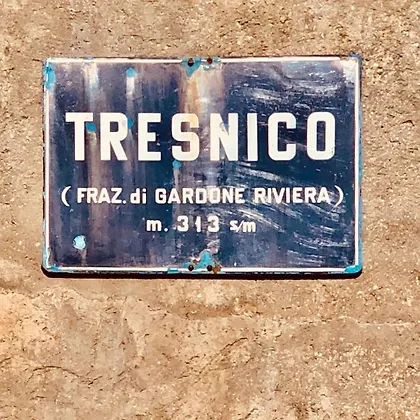 TRESNICO
( FRAZ. di GARDONE RIVIERA )
m. 313 s/m